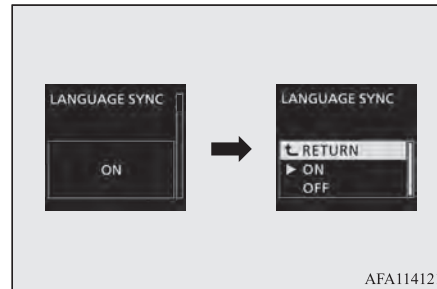 LANGUAGE SYNC
ON
LANGUAGE SYNC
RETURN
ON
OFF
AFA11412